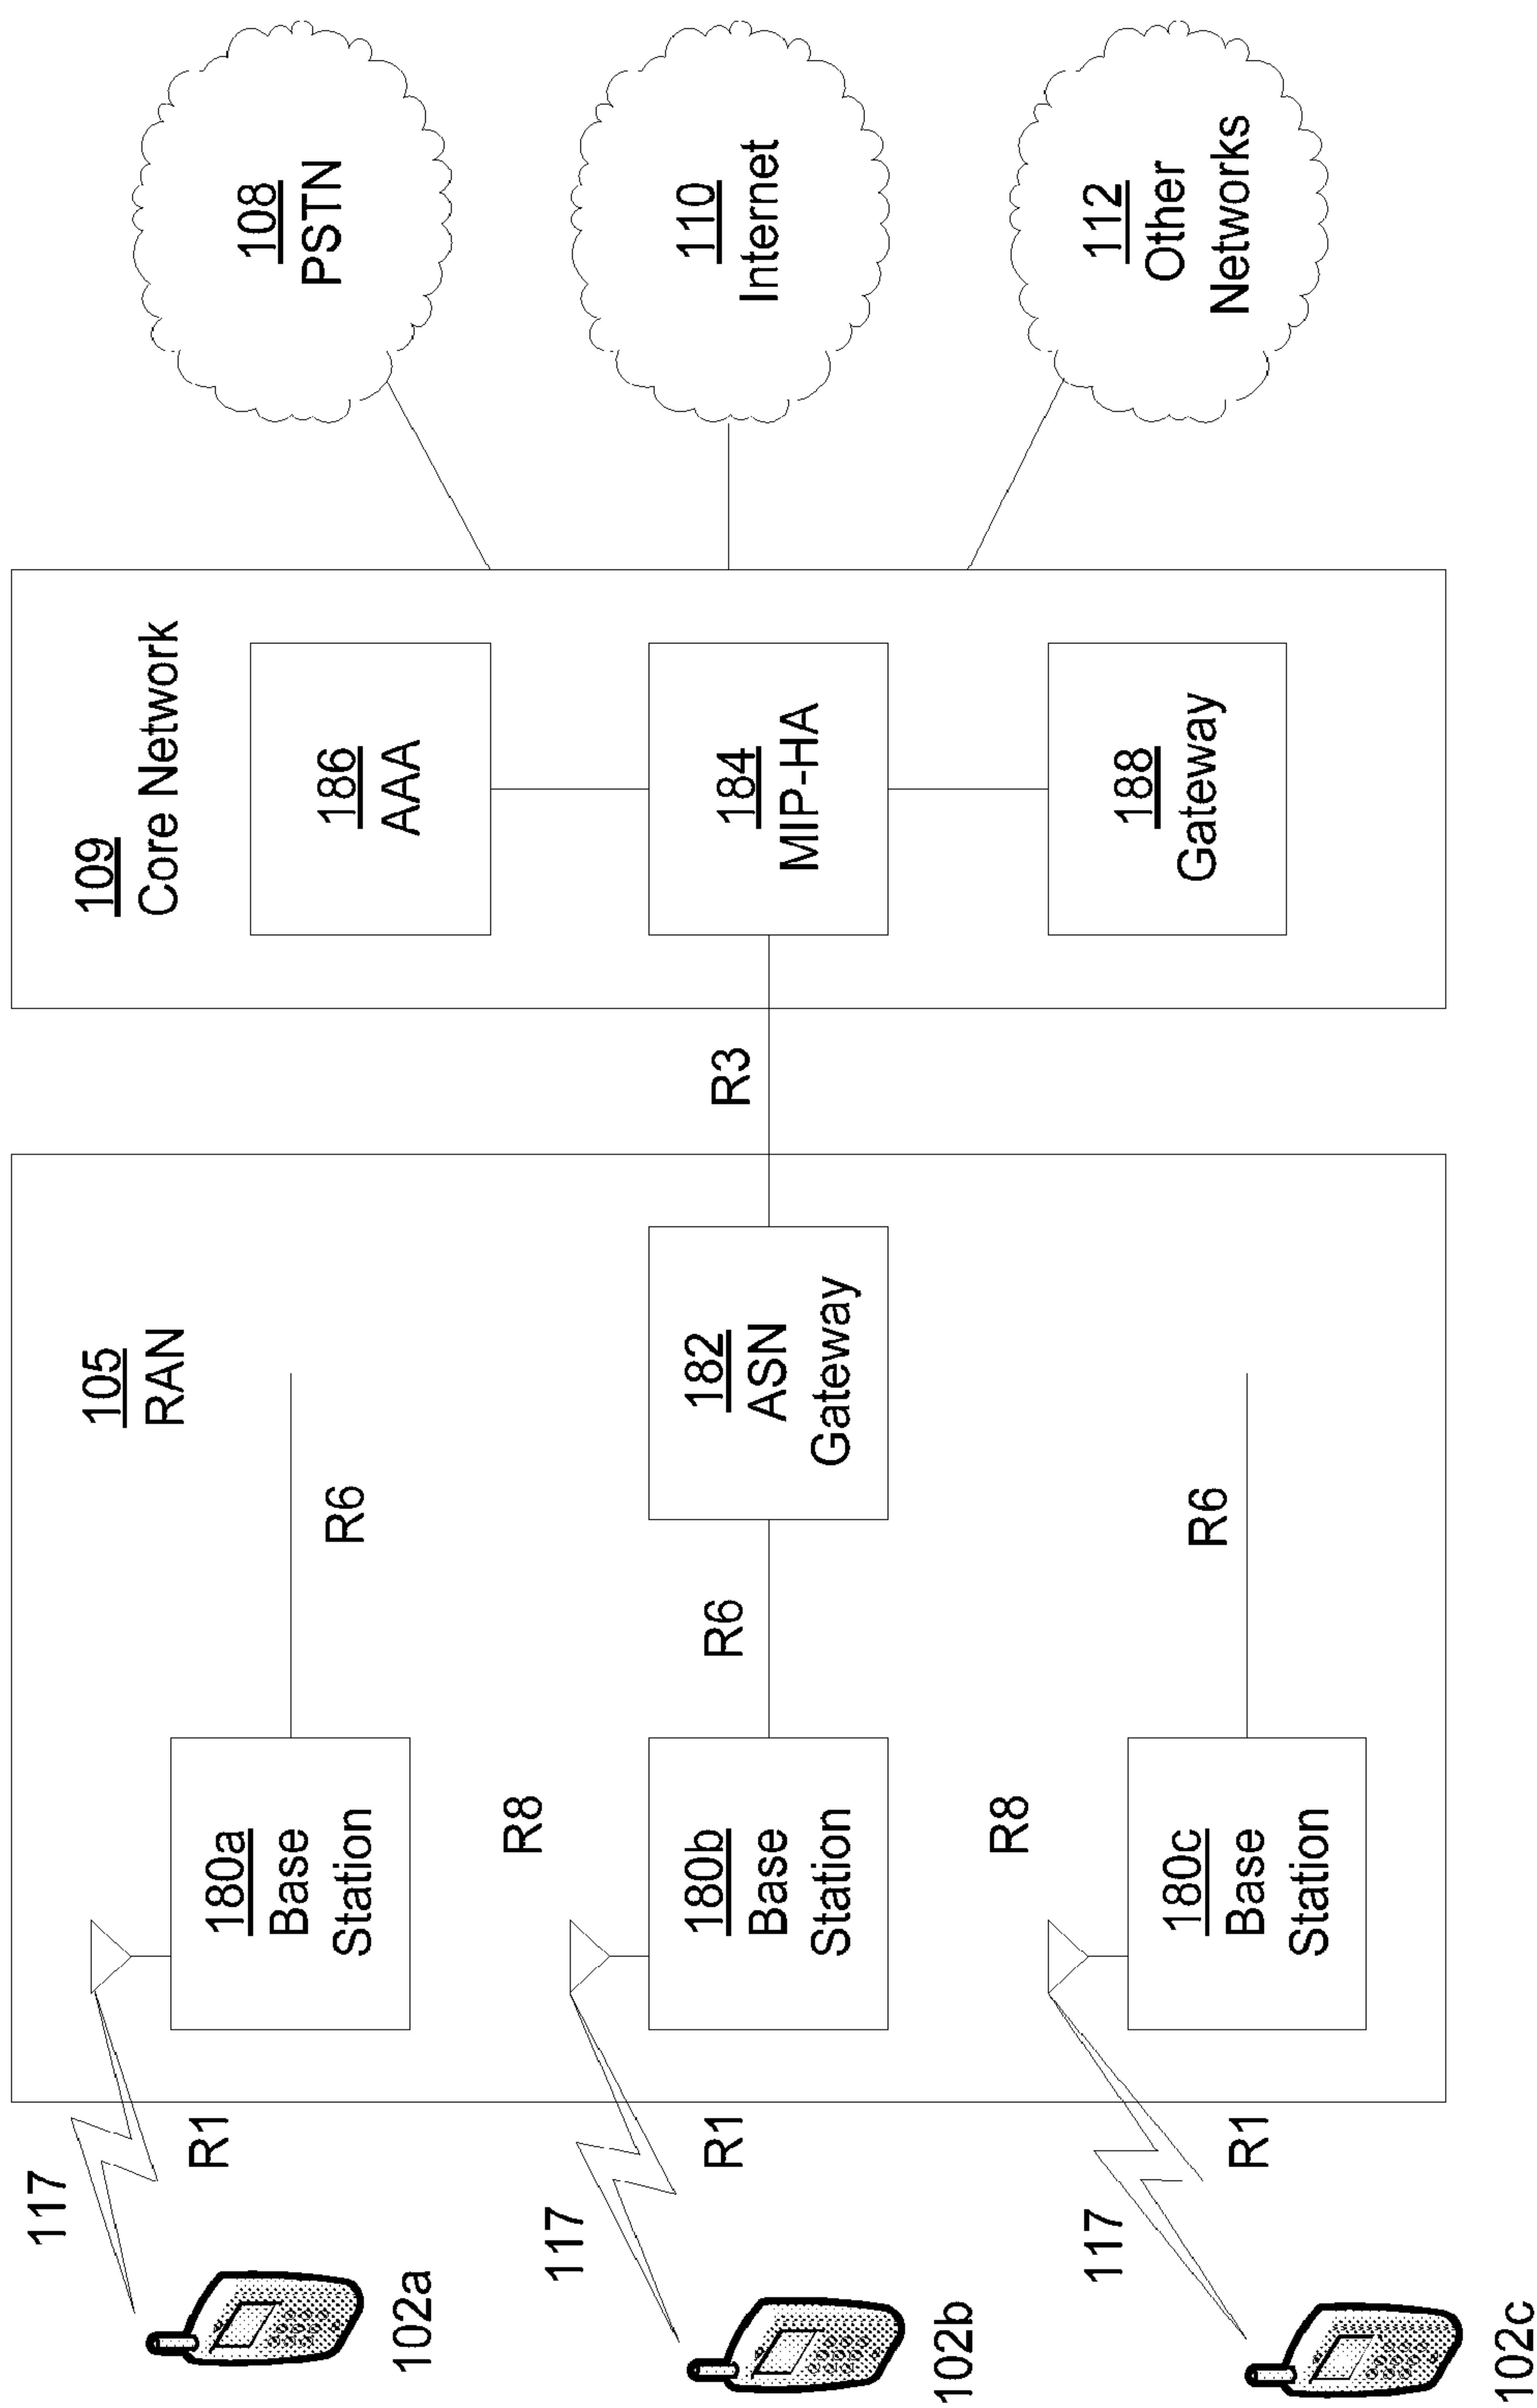 117
102a
R1
180a
Base
Station
R6
105
RAN
117
102b
R1
R8
180b
Base
Station
R6
182
ASN
Gateway
117
102c
R1
R8
180c
Base
Station
R6
R3
109
Core Network
186
AAA
184
MIP-HA
188
Gateway
108
PSTN
110
Internet
112
Other
Networks